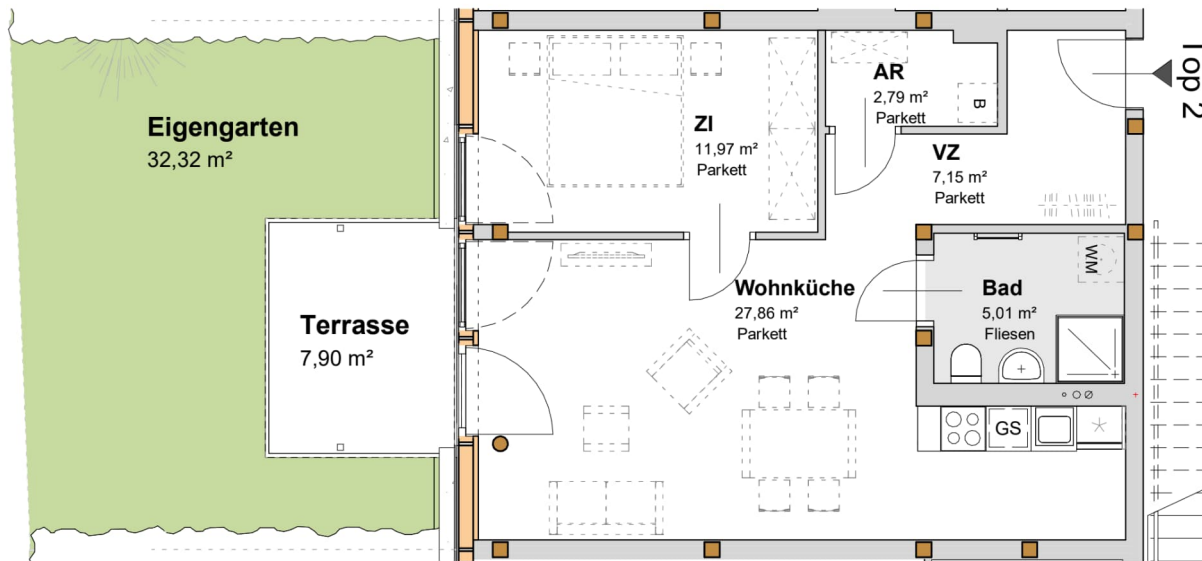 Eigengarten
32,32 m²
Terrasse
7,90 m²
ZI
11,97 m²
Parkett
AR
2,79 m²
Parkett
B
VZ
7,15 m²
Parkett
Top 2
Wohnküche
27,86 m²
Parkett
Bad
5,01 m²
Fliesen
WM
GS